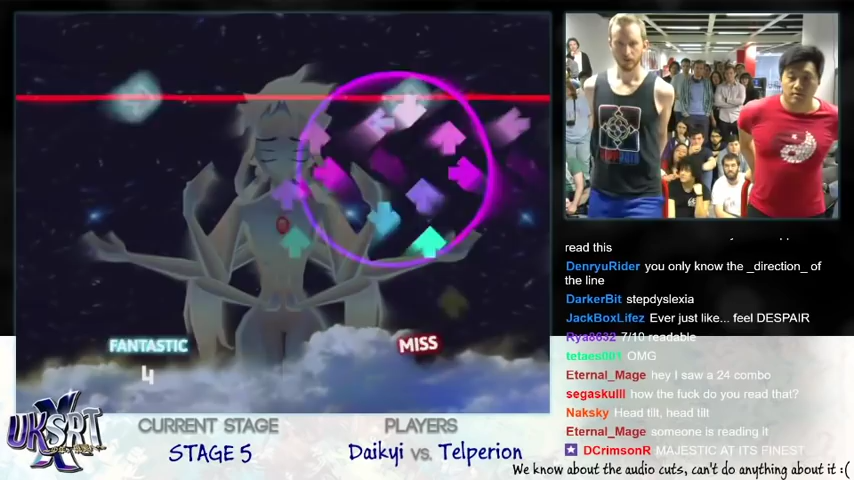 FANTASTIC
4
MISS
UKSRT
X
CURRENT STAGE
STAGE 5
PLAYERS
Daikyi vs. Telperion
read this
DenryuRider you only know the _direction_ of
the line
DarkerBit stepdyslexia
JackBoxLifez Ever just like... feel DESPAIR
Rya8632 7/10 readable
tetaes001 OMG
Eternal_Mage hey I saw a 24 combo
segaskulll how the fuck do you read that?
Naksky Head tilt, head tilt
Eternal_Mage someone is reading it
DCrimsonR MAJESTIC AT ITS FINEST
We know about the audio cuts, can't do anything about it :(